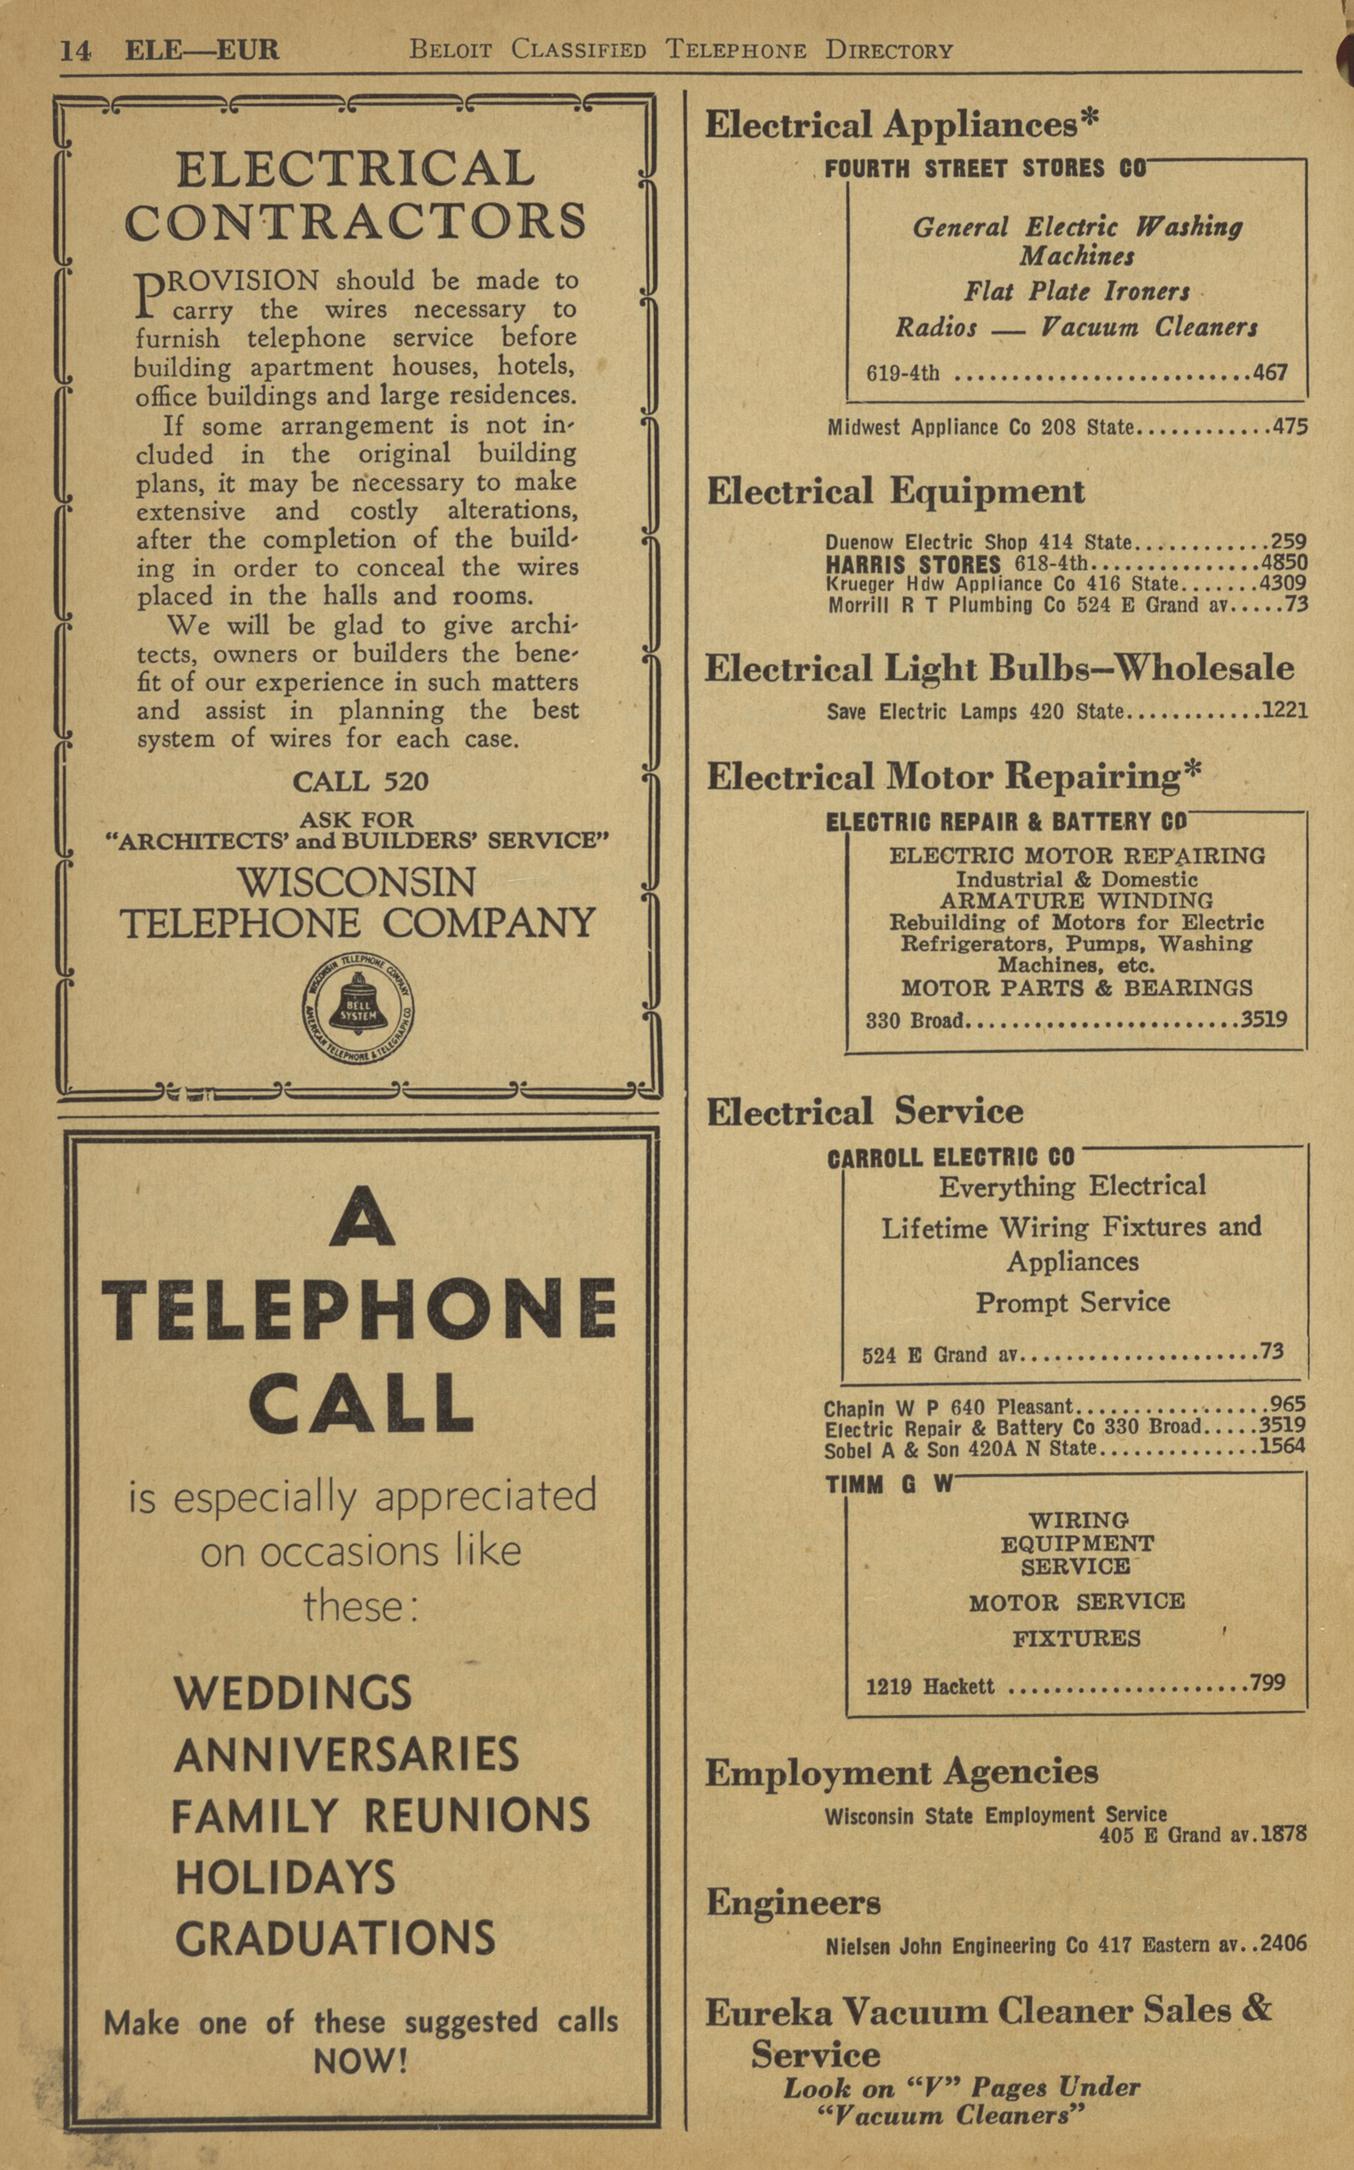 14 ELE—EUR BELOIT CLASSIFIED TELEPHONE DIRECTORY
ELECTRICAL
CONTRACTORS
PROVISION should be made to
carry the wires necessary to
furnish telephone service before
building apartment houses, hotels,
office buildings and large residences.
If some arrangement is not in-
cluded in the original building
plans, it may be necessary to make
extensive and costly alterations,
after the completion of the build-
ing in order to conceal the wires
placed in the halls and rooms.
We will be glad to give archi-
tects, owners or builders the bene-
fit of our experience in such matters
and assist in planning the best
system of wires for each case.
CALL 520
ASK FOR
"ARCHITECTS' and BUILDERS' SERVICE"
WISCONSIN
TELEPHONE COMPANY
WISCONSIN TELEPHONE COMPANY
BELL
SYSTEM
AMERICAN TELEPHONE & TELEGRAPH CO.
A
TELEPHONE
CALL
is especially appreciated
on occasions like
these:
WEDDINGS
ANNIVERSARIES
FAMILY REUNIONS
HOLIDAYS
GRADUATIONS
Make one of these suggested calls
NOW!
Electrical Appliances*
FOURTH STREET STORES CO
General Electric Washing
Machines
Flat Plate Ironers
Radios — Vacuum Cleaners
619-4th ..........................467
Midwest Appliance Co 208 State............475
Electrical Equipment
Duenow Electric Shop 414 State............259
HARRIS STORES 618-4th...............4850
Krueger Hdw Appliance Co 416 State.......4309
Morrill R T Plumbing Co 524 E Grand av.....73
Electrical Light Bulbs—Wholesale
Save Electric Lamps 420 State............1221
Electrical Motor Repairing*
ELECTRIC REPAIR & BATTERY CO
ELECTRIC MOTOR REPAIRING
Industrial & Domestic
ARMATURE WINDING
Rebuilding of Motors for Electric
Refrigerators, Pumps, Washing
Machines, etc.
MOTOR PARTS & BEARINGS
330 Broad........................3519
Electrical Service
CARROLL ELECTRIC CO
Everything Electrical
Lifetime Wiring Fixtures and
Appliances
Prompt Service
524 E Grand av.....................73
Chapin W P 640 Pleasant.................965
Electric Repair & Battery Co 330 Broad.....3519
Sobel A & Son 420A N State..............1564
TIMM G W
WIRING
EQUIPMENT
SERVICE
MOTOR SERVICE
FIXTURES
1219 Hackett .....................799
Employment Agencies
Wisconsin State Employment Service
405 E Grand av.1878
Engineers
Nielsen John Engineering Co 417 Eastern av..2406
Eureka Vacuum Cleaner Sales &
Service
Look on "V" Pages Under
"Vacuum Cleaners"